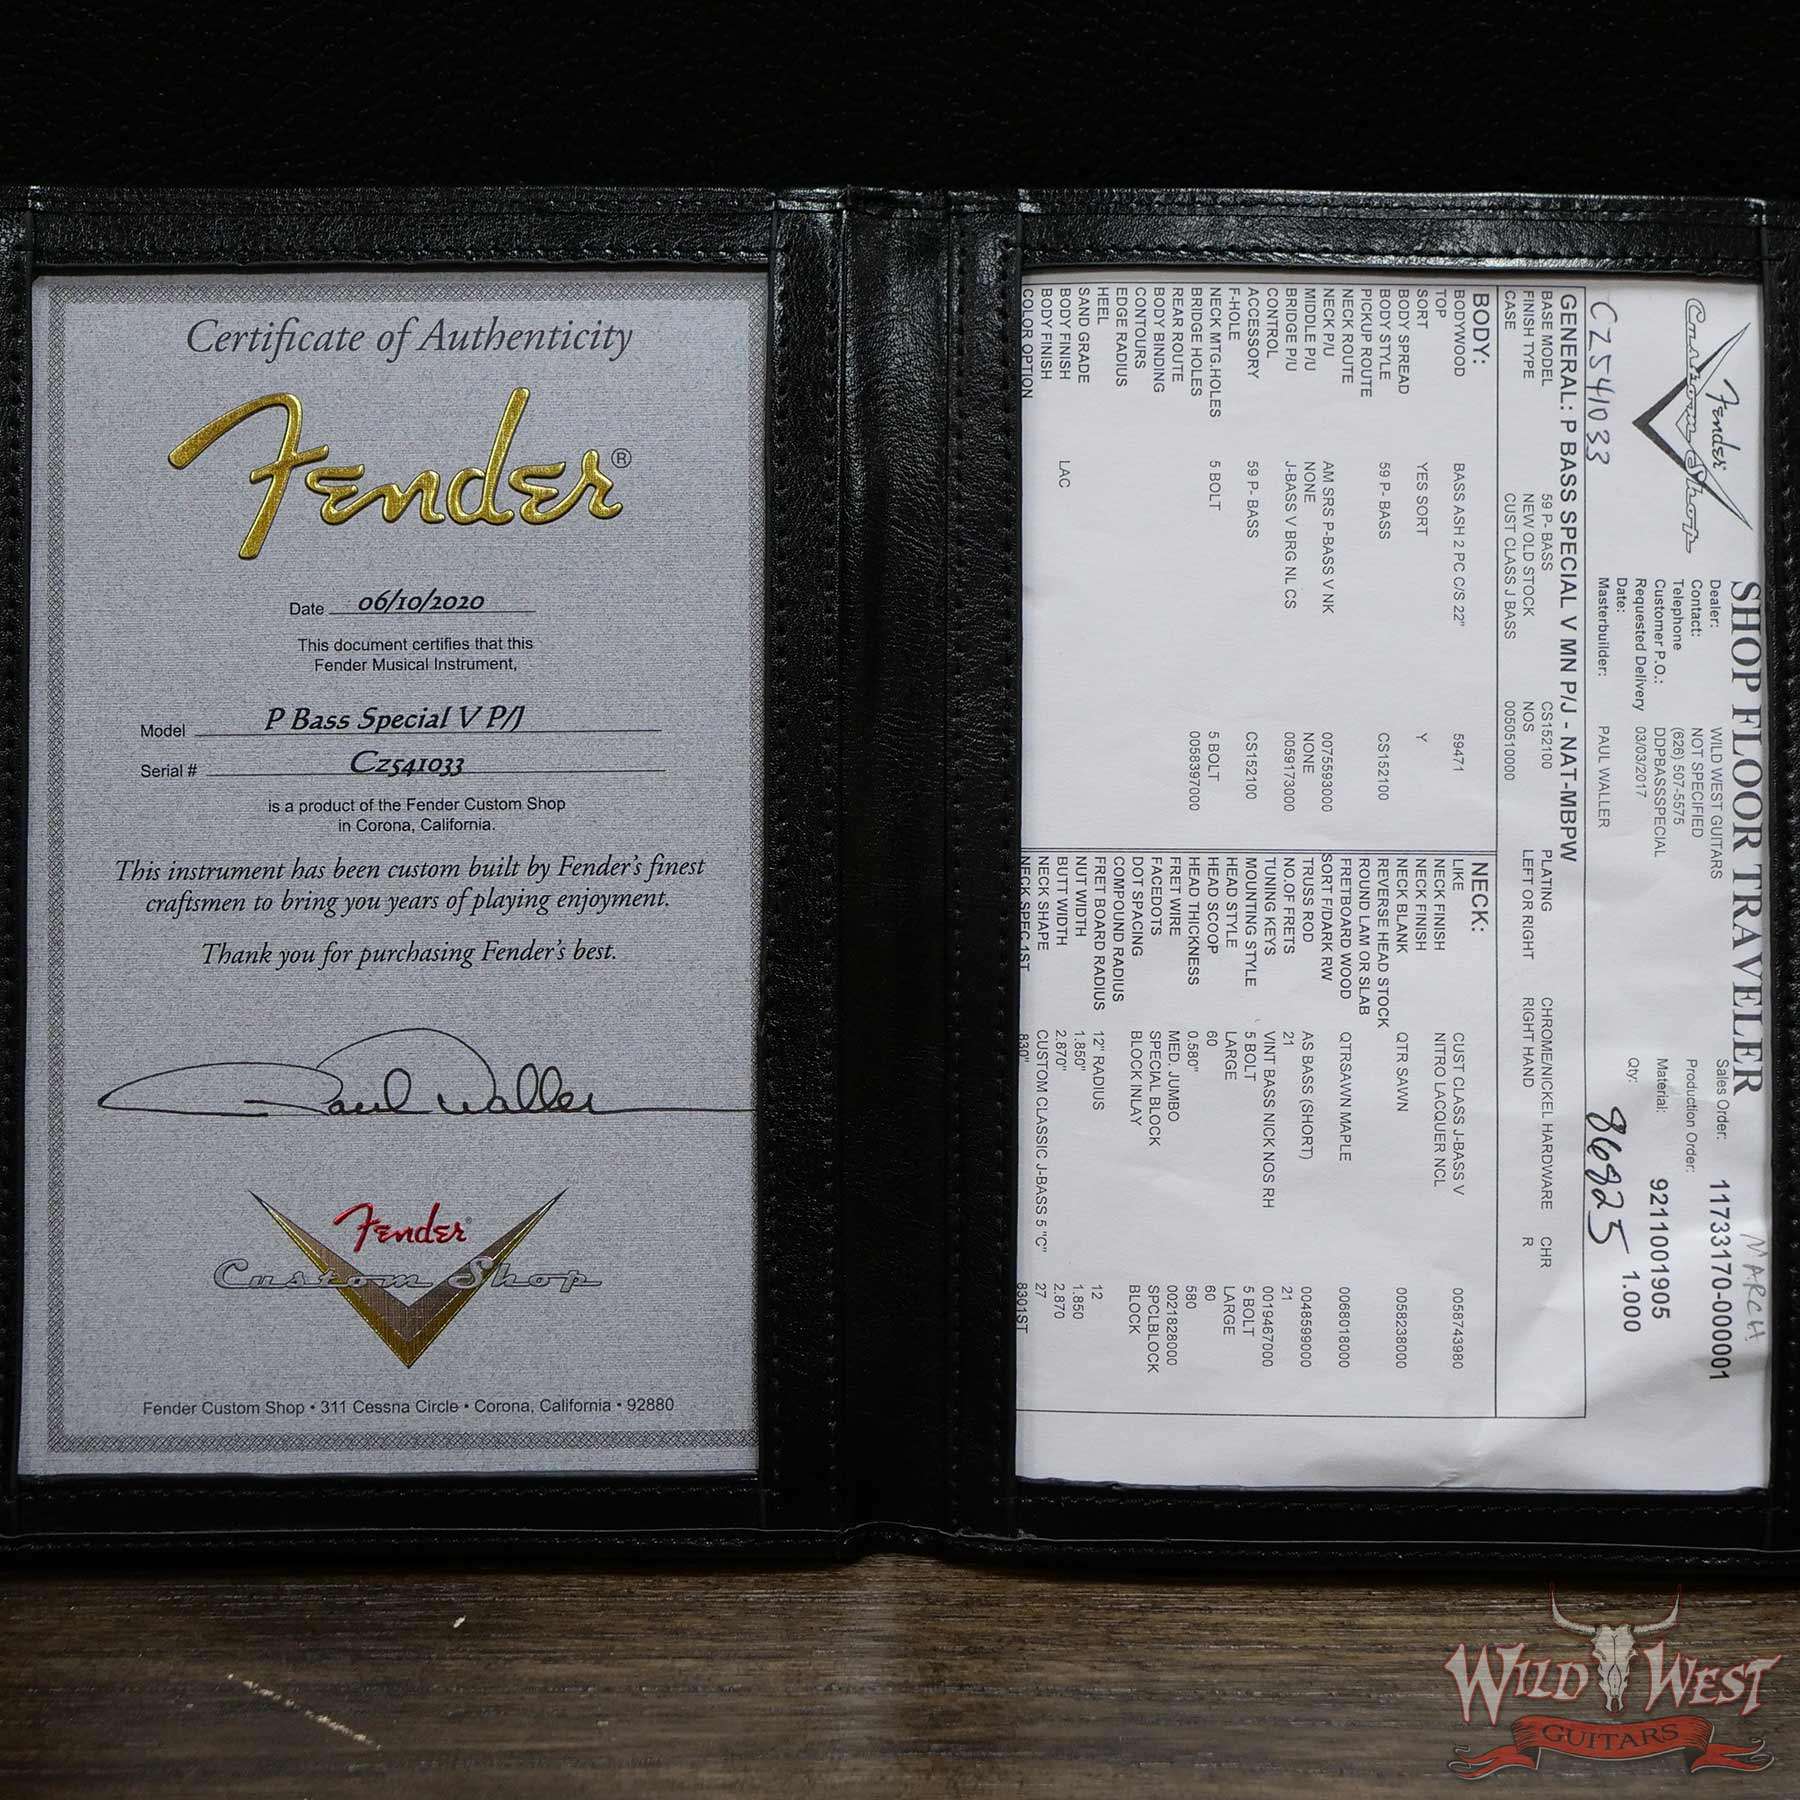 Certificate of Authenticity
Fender®
Date 06/10/2020
This document certifies that this
Fender Musical Instrument,
Model P Bass Special V P/J
Serial # CZ541033
is a product of the Fender Custom Shop
in Corona, California.
This instrument has been custom built by Fender's finest
craftsmen to bring you years of playing enjoyment.
Thank you for purchasing Fender's best.
Paul Waller
Fender
Custom Shop
Fender Custom Shop • 311 Cessna Circle • Corona, California • 92880
MARCH
SHOP FLOOR TRAVELER
Fender
Custom Shop
Dealer: WILD WEST GUITARS
Contact: NOT SPECIFIED
Telephone (626) 507-5575
Customer P.O.: DDPBASSSPECIAL
Requested Delivery 03/03/2017
Date:
Masterbuilder: PAUL WALLER
Sales Order: 11733170-000001
Production Order:
Material: 9211001905
Qty: 1.000
CZ541033
86825
GENERAL: P BASS SPECIAL V MN P/J - NAT-MBPW
BASE MODEL 59 P- BASS CS152100 PLATING CHROME/NICKEL HARDWARE CHR
FINISH TYPE NEW OLD STOCK NOS LEFT OR RIGHT RIGHT HAND R
CASE CUST CLASS J BASS 0050510000
BODY:
BODYWOOD BASS ASH 2 PC C/S 22" 59471
TOP
SORT YES SORT Y
BODY SPREAD
BODY STYLE 59 P- BASS CS152100
PICKUP ROUTE
NECK ROUTE
NECK P/U AM SRS P-BASS V NK 0075593000
MIDDLE P/U NONE NONE
BRIDGE P/U J-BASS V BRG NL CS 0059173000
CONTROL
ACCESSORY 59 P- BASS CS152100
F-HOLE
NECK MTG.HOLES 5 BOLT 5 BOLT
BRIDGE HOLES 0058397000
REAR ROUTE
BODY BINDING
CONTOURS
EDGE RADIUS
HEEL
SAND GRADE
BODY FINISH LAC
BODY FINISH
COLOR OPTION
NECK:
LIKE CUST CLASS J-BASS V 0058743980
NECK FINISH NITRO LACQUER NCL
NECK FINISH
NECK BLANK QTR SAWN 0058238000
REVERSE HEAD STOCK
ROUND LAM OR SLAB
FRETBOARD WOOD QTRSAWN MAPLE 0068018000
SORT F/DARK RW
TRUSS ROD AS BASS (SHORT) 0048599000
NO.OF FRETS 21 21
TUNING KEYS VINT BASS NICK NOS RH 0019467000
MOUNTING STYLE 5 BOLT 5 BOLT
HEAD STYLE LARGE LARGE
HEAD SCOOP 60 60
HEAD THICKNESS 0.580" 580
FRET WIRE MED. JUMBO 0021828000
FACEDOTS SPECIAL BLOCK SPCLBLOCK
DOT SPACING BLOCK INLAY BLOCK
COMPOUND RADIUS
FRET BOARD RADIUS 12" RADIUS 12
NUT WIDTH 1.850" 1.850
BUTT WIDTH 2.870" 2.870
NECK SHAPE CUSTOM CLASSIC J-BASS 5 "C" 27
NECK SPEC 1ST .830" 8301ST
WILD WEST
GUITARS